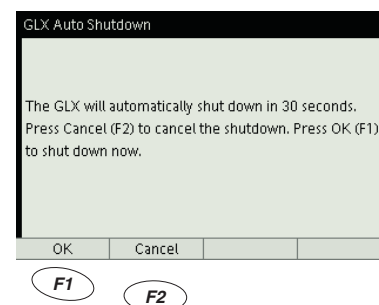 GLX Auto Shutdown
The GLX will automatically shut down in 30 seconds.
Press Cancel (F2) to cancel the shutdown. Press OK (F1)
to shut down now.
OK Cancel
F1
F2